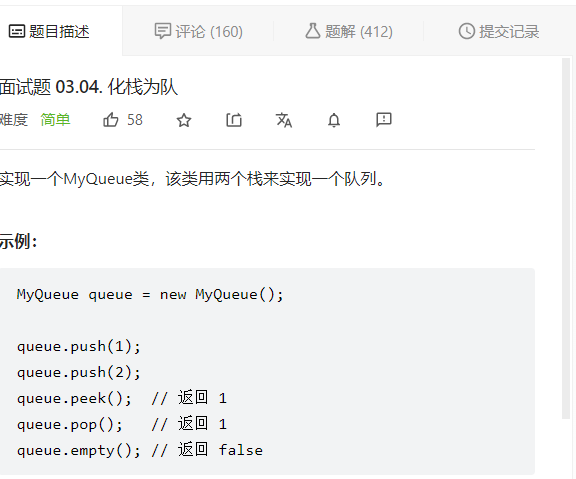 题目描述 评论 (160) 题解 (412) 提交记录
面试题 03.04. 化栈为队
难度 简单 58
实现一个MyQueue类，该类用两个栈来实现一个队列。
示例：
MyQueue queue = new MyQueue();
queue.push(1);
queue.push(2);
queue.peek();  // 返回 1
queue.pop();   // 返回 1
queue.empty(); // 返回 false